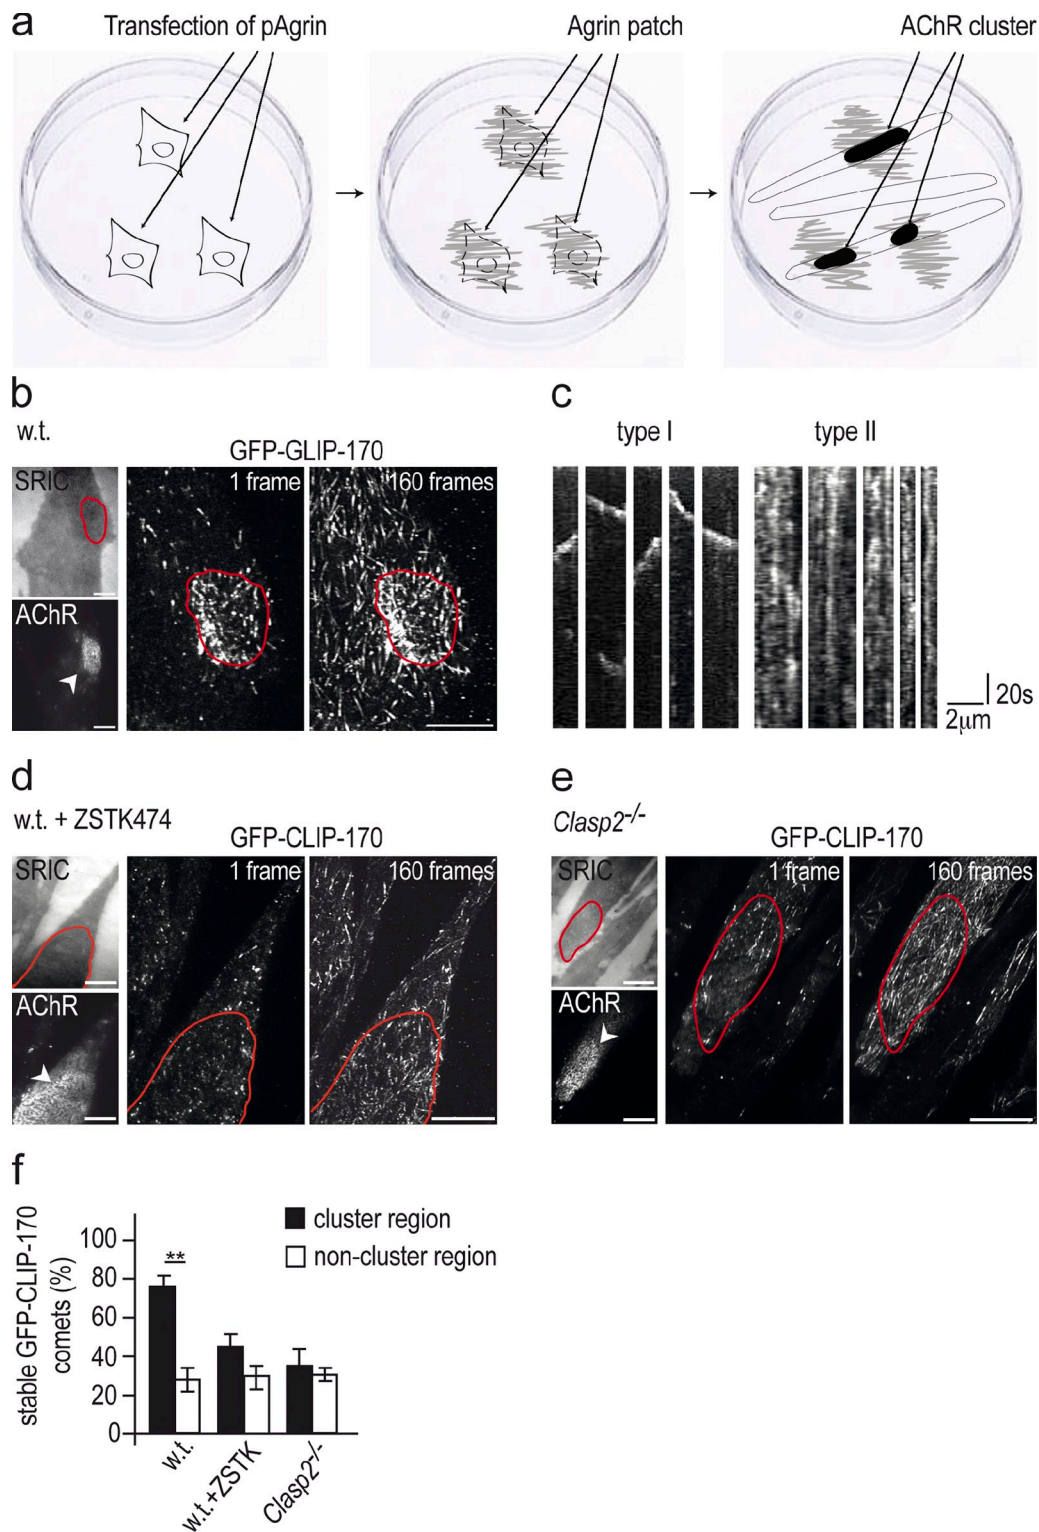 a
Transfection of pAgrin
Agrin patch
AChR cluster
b
w.t.
GFP-GLIP-170
SRIC
1 frame
160 frames
AChR
c
type I
type II
20s
2μm
d
w.t. + ZSTK474
GFP-CLIP-170
SRIC
1 frame
160 frames
AChR
e
Clasp2-/-
GFP-CLIP-170
SRIC
1 frame
160 frames
AChR
f
stable GFP-CLIP-170
comets (%)
cluster region
non-cluster region
100
80
60
40
20
0
**
w.t.
w.t.+ZSTK
Clasp2-/-